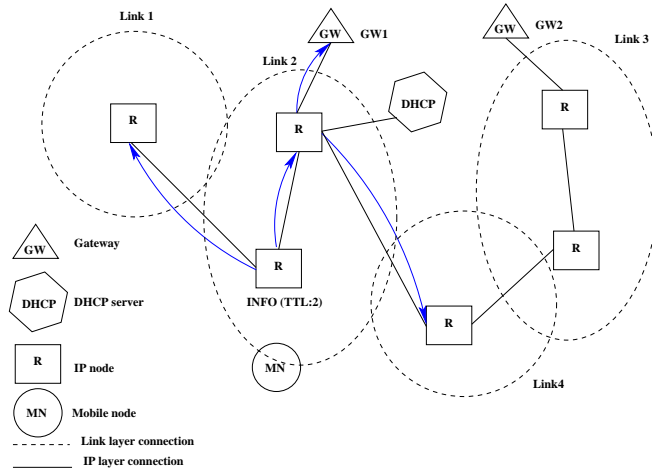 Link 1
GW
GW1
GW
GW2
Link 3
Link 2
DHCP
R
R
R
R
R
INFO (TTL:2)
R
GW
Gateway
DHCP
DHCP server
R
IP node
MN
MN
Mobile node
Link4
Link layer connection
IP layer connection